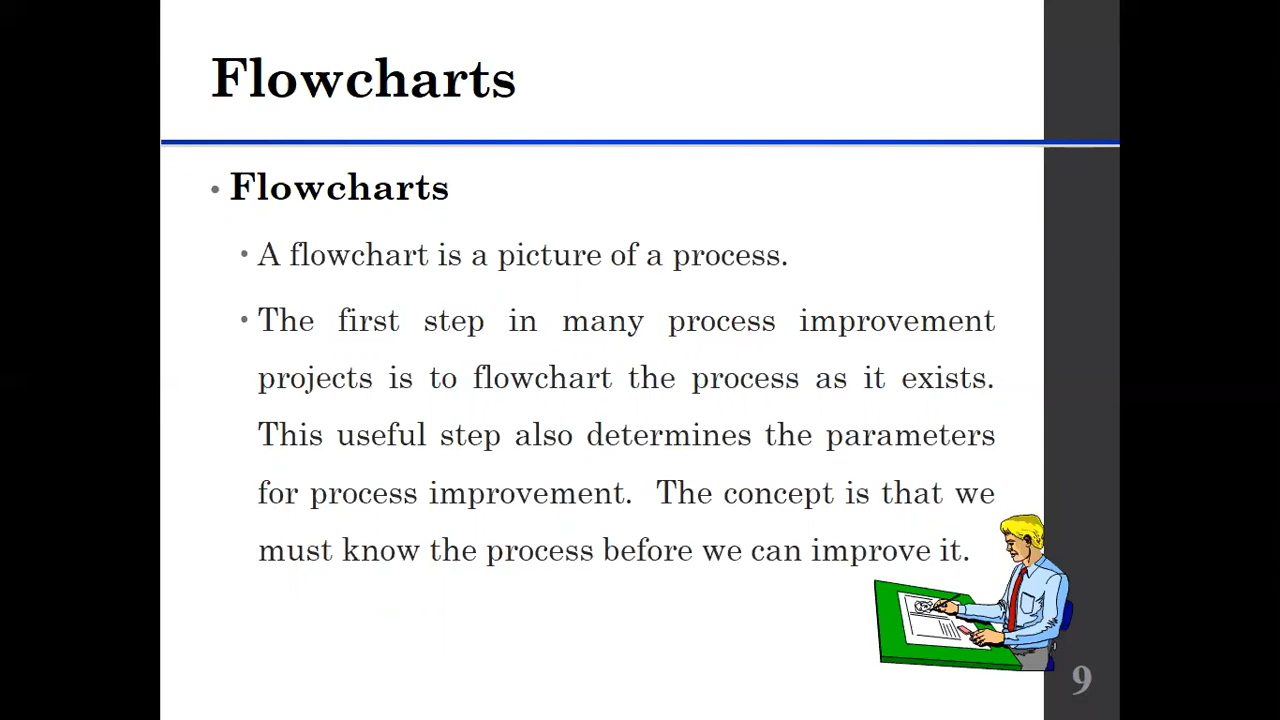 Flowcharts
• Flowcharts
• A flowchart is a picture of a process.
• The first step in many process improvement
projects is to flowchart the process as it exists.
This useful step also determines the parameters
for process improvement. The concept is that we
must know the process before we can improve it.
9